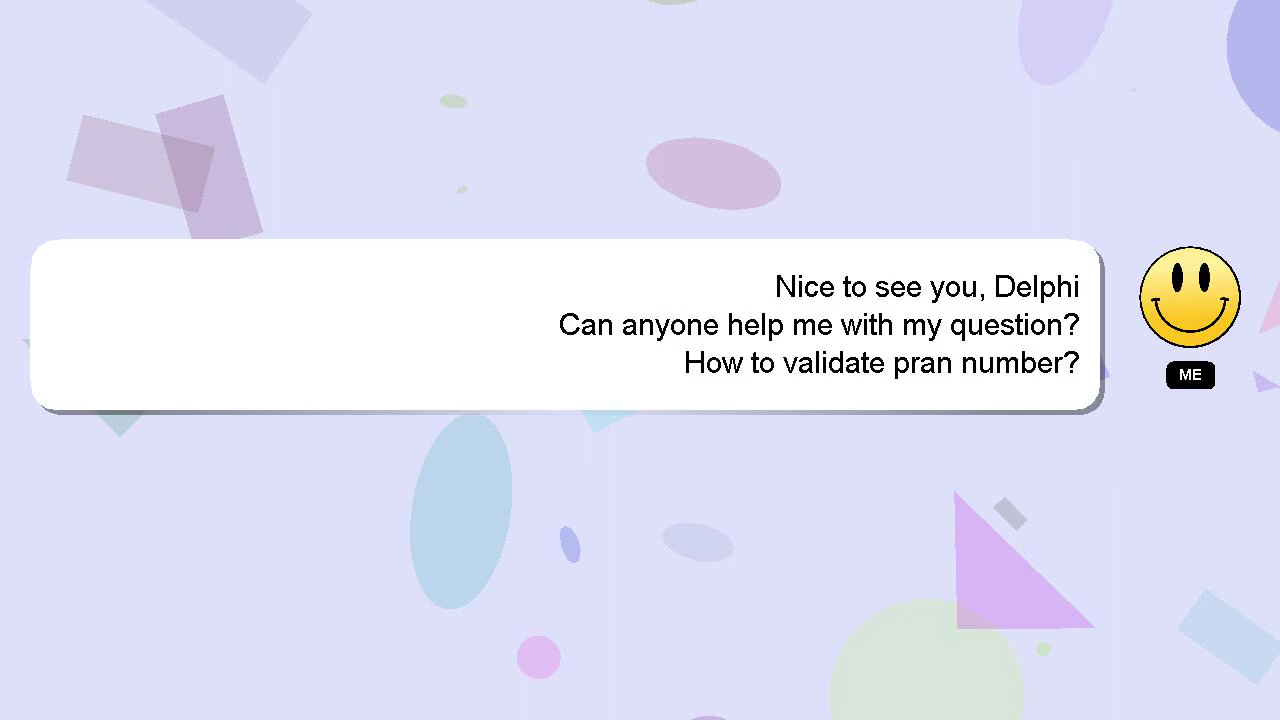 Nice to see you, Delphi
Can anyone help me with my question?
How to validate pran number?
ME